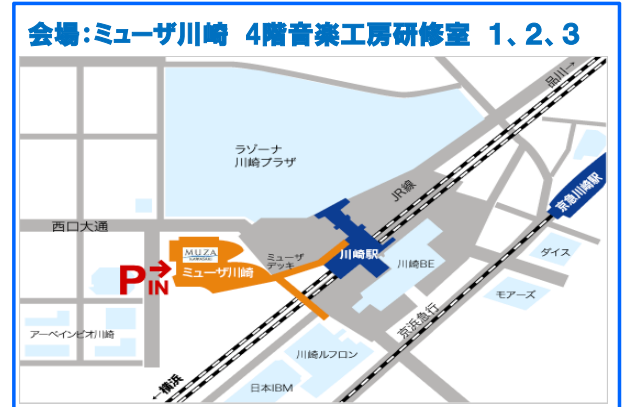 会場:ミューザ川崎 4階音楽工房研修室 1、2、3
品川→
ラゾーナ
川崎プラザ
JR線
京急川崎駅
西口大通
MUZA
KAWASAKI
ミューザ川崎
ミューザ
デッキ
川崎駅
川崎BE
ダイス
P→IN
モアーズ
京浜急行
アーベインビオ川崎
川崎ルフロン
←横浜
日本IBM